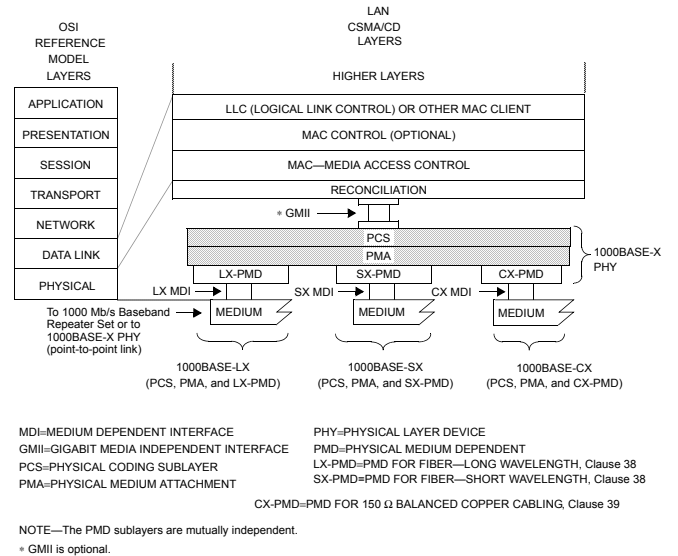 OSI
REFERENCE
MODEL
LAYERS
LAN
CSMA/CD
LAYERS
APPLICATION
PRESENTATION
SESSION
TRANSPORT
NETWORK
DATA LINK
PHYSICAL
HIGHER LAYERS
LLC (LOGICAL LINK CONTROL) OR OTHER MAC CLIENT
MAC CONTROL (OPTIONAL)
MAC—MEDIA ACCESS CONTROL
RECONCILIATION
* GMII
PCS
PMA
1000BASE-X
PHY
LX-PMD
SX-PMD
CX-PMD
LX MDI
SX MDI
CX MDI
To 1000 Mb/s Baseband
Repeater Set or to
1000BASE-X PHY
(point-to-point link)
MEDIUM
MEDIUM
MEDIUM
1000BASE-LX
(PCS, PMA, and LX-PMD)
1000BASE-SX
(PCS, PMA, and SX-PMD)
1000BASE-CX
(PCS, PMA, and CX-PMD)
MDI=MEDIUM DEPENDENT INTERFACE
GMII=GIGABIT MEDIA INDEPENDENT INTERFACE
PCS=PHYSICAL CODING SUBLAYER
PMA=PHYSICAL MEDIUM ATTACHMENT
PHY=PHYSICAL LAYER DEVICE
PMD=PHYSICAL MEDIUM DEPENDENT
LX-PMD=PMD FOR FIBER—LONG WAVELENGTH, Clause 38
SX-PMD=PMD FOR FIBER—SHORT WAVELENGTH, Clause 38
CX-PMD=PMD FOR 150 Ω BALANCED COPPER CABLING, Clause 39
NOTE—The PMD sublayers are mutually independent.
* GMII is optional.